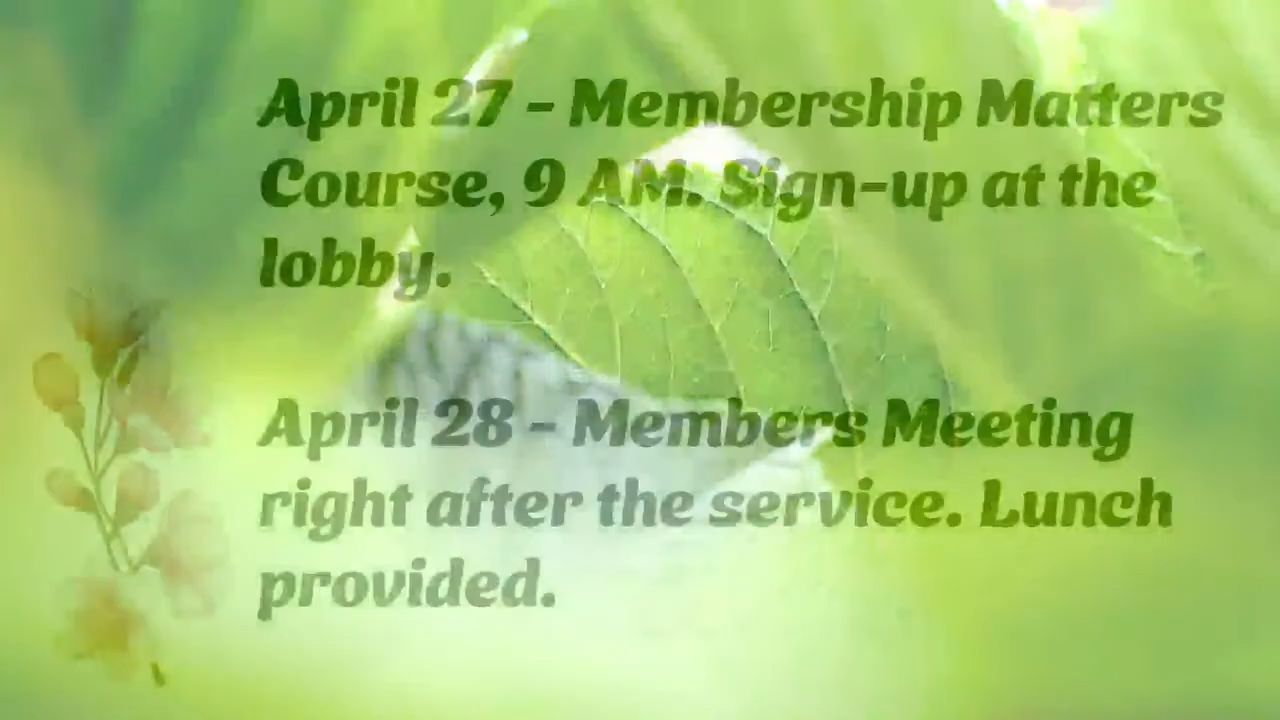 April 27 - Membership Matters
Course, 9 AM. Sign-up at the
lobby.
April 28 - Members Meeting
right after the service. Lunch
provided.